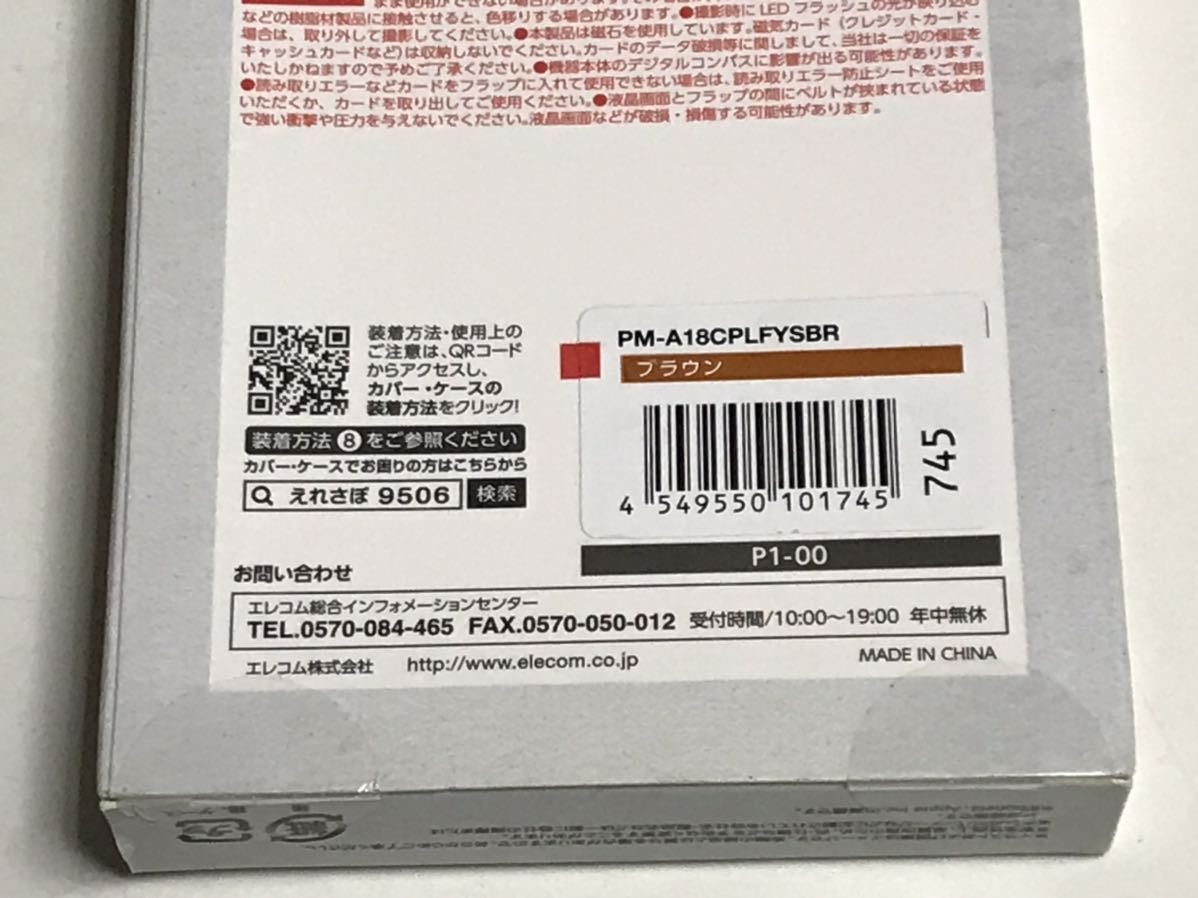 などの樹脂材製品に接触させると、色移りする場合があります。●撮影時にLEDフラッシュの光が映り込む
場合は、取り外して撮影してください。●本製品は磁石を使用しています。磁気カード（クレジットカード・
キャッシュカードなど）は収納しないでください。カードのデータ破損等に関しまして、当社は一切の保証を
いたしかねますので予めご了承ください。●機器本体のデジタルコンパスに影響が出る可能性があります。
●読み取りエラーなどカードをフラップに入れて使用できない場合は、読み取りエラー防止シートをご使用
いただくか、カードを取り出してご使用ください。●液晶画面とフラップの間にベルトが挟まれている状態
で強い衝撃や圧力を与えないでください。液晶画面などが破損・損傷する可能性があります。
装着方法・使用上の
ご注意は、QRコード
からアクセスし、
カバー・ケースの
装着方法をクリック!
装着方法⑧をご参照ください
カバー・ケースでお困りの方はこちらから
えれさぽ 9506 検索
PM-A18CPLFYSBR
ブラウン
745
4 549550 101745
P1-00
お問い合わせ
エレコム総合インフォメーションセンター
TEL.0570-084-465 FAX.0570-050-012 受付時間/10:00～19:00 年中無休
エレコム株式会社 http://www.elecom.co.jp MADE IN CHINA